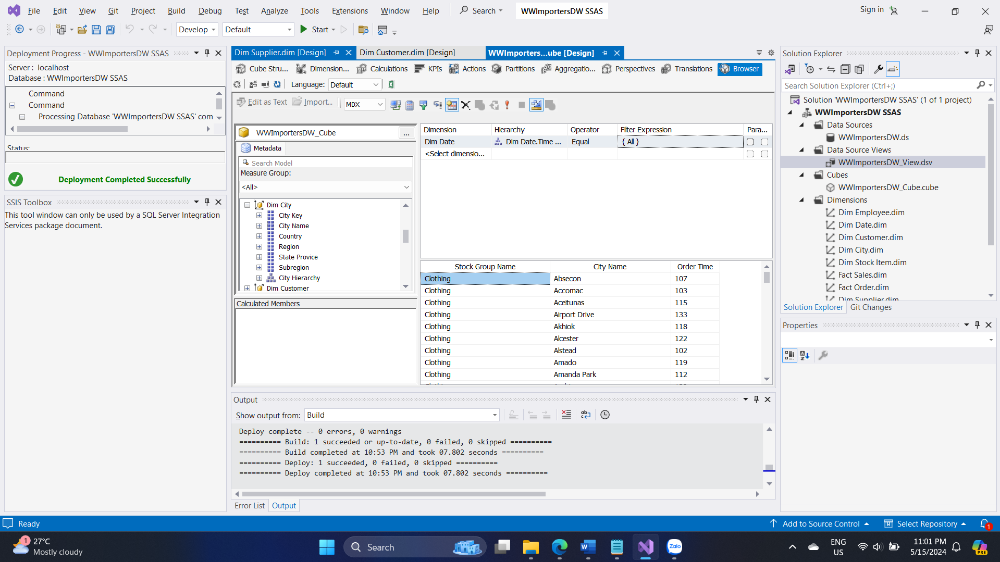 File Edit View Git Project Build Debug Test Analyze Tools Extensions Window Help Search WWImportersDW SSAS Sign in
Develop Default Start
Deployment Progress - WWImportersDW SSAS
Server : localhost
Database : WWImportersDW SSAS
Command
Command
Processing Database 'WWImportersDW SSAS' com
Status:
Deployment Completed Successfully
SSIS Toolbox
This tool window can only be used by a SQL Server Integration
Services package document.
Dim Supplier.dim [Design] Dim Customer.dim [Design] WWImporters...ube [Design]
Cube Stru... Dimension... Calculations KPIs Actions Partitions Aggregatio... Perspectives Translations Browser
Language: Default
Edit as Text Import... MDX
WWImportersDW_Cube ...
Metadata
Search Model
Measure Group:
<All>
Dim City
City Key
City Name
Country
Region
State Provice
Subregion
City Hierarchy
Dim Customer
Calculated Members
Dimension Hierarchy Operator Filter Expression Para...
Dim Date Dim Date.Time ... Equal { All }
<Select dimensio...
Stock Group Name City Name Order Time
Clothing Absecon 107
Clothing Accomac 103
Clothing Aceitunas 115
Clothing Airport Drive 133
Clothing Akhiok 118
Clothing Alcester 122
Clothing Alstead 102
Clothing Amado 119
Clothing Amanda Park 112
Output
Show output from: Build
Deploy complete -- 0 errors, 0 warnings
========== Build: 1 succeeded or up-to-date, 0 failed, 0 skipped ==========
========== Build completed at 10:53 PM and took 07.802 seconds ==========
========== Deploy: 1 succeeded, 0 failed, 0 skipped ==========
========== Deploy completed at 10:53 PM and took 07.802 seconds ==========
Error List Output
Solution Explorer
Search Solution Explorer (Ctrl+;)
Solution 'WWImportersDW SSAS' (1 of 1 project)
WWImportersDW SSAS
Data Sources
WWImportersDW.ds
Data Source Views
WWImportersDW_View.dsv
Cubes
WWImportersDW_Cube.cube
Dimensions
Dim Employee.dim
Dim Date.dim
Dim Customer.dim
Dim City.dim
Dim Stock Item.dim
Fact Sales.dim
Fact Order.dim
Dim Supplier.dim
Solution Explorer Git Changes
Properties
Ready Add to Source Control Select Repository 1
1 27°C
Mostly cloudy
Search
Zalo
ENG
US
11:01 PM
5/15/2024
PRE